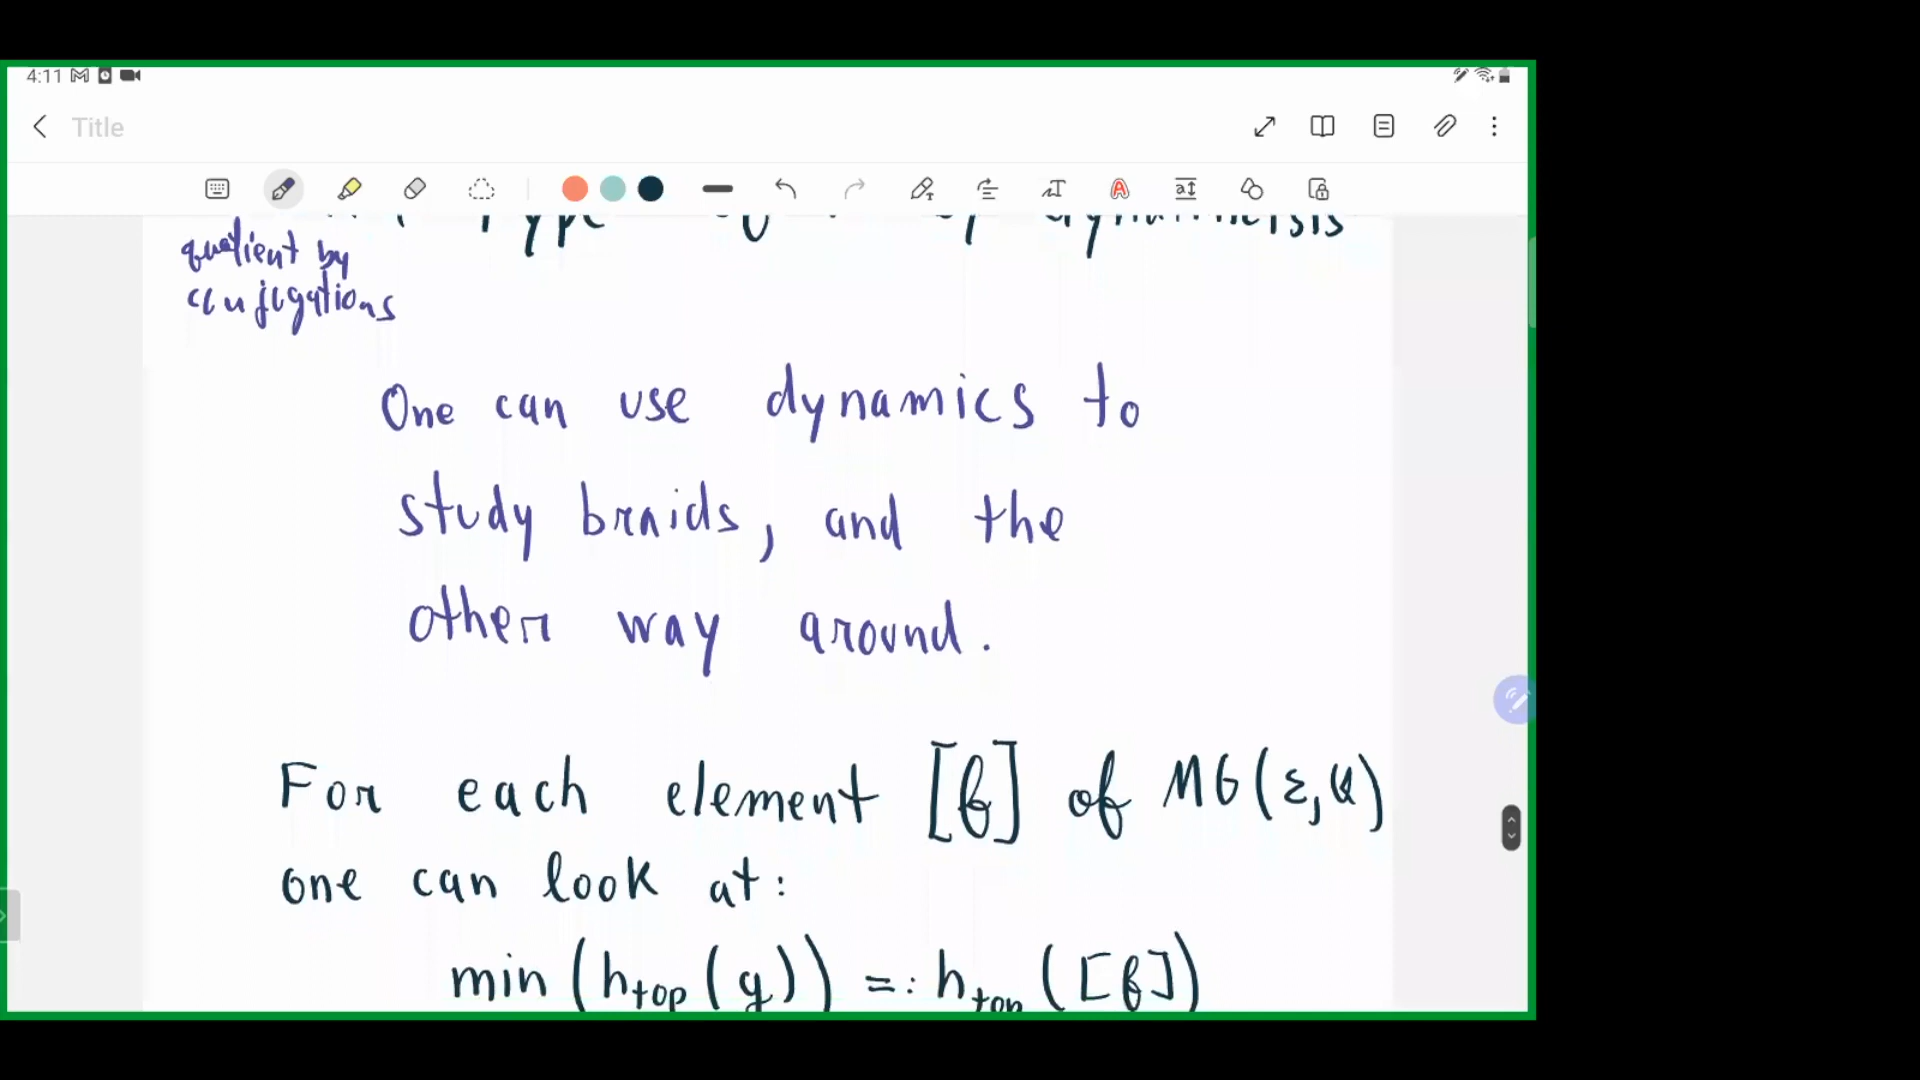 4:11
Title
type
quotient by
conjugations
One can use dynamics to
study braids, and the
other way around.
For each element [f] of MG(Σ,Q)
one can look at:
min (h_top (g)) =: h_top ([f])